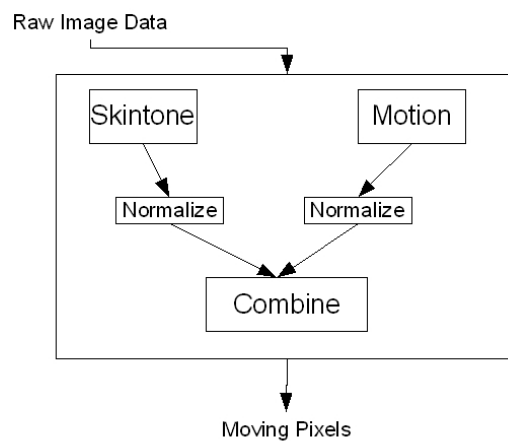 Raw Image Data
Skintone
Motion
Normalize
Normalize
Combine
Moving Pixels